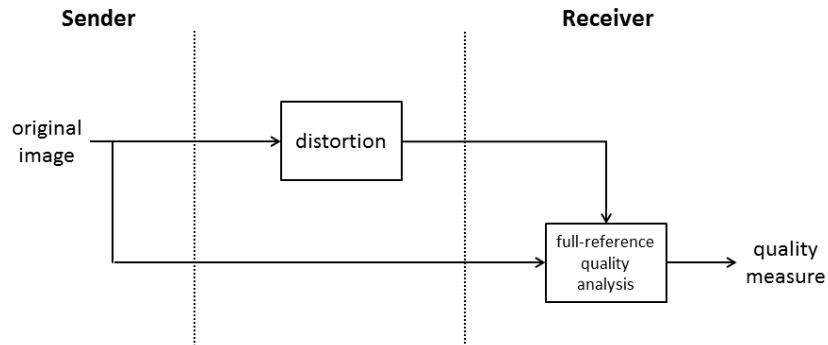 Sender
Receiver
original
image
distortion
full-reference
quality
analysis
quality
measure